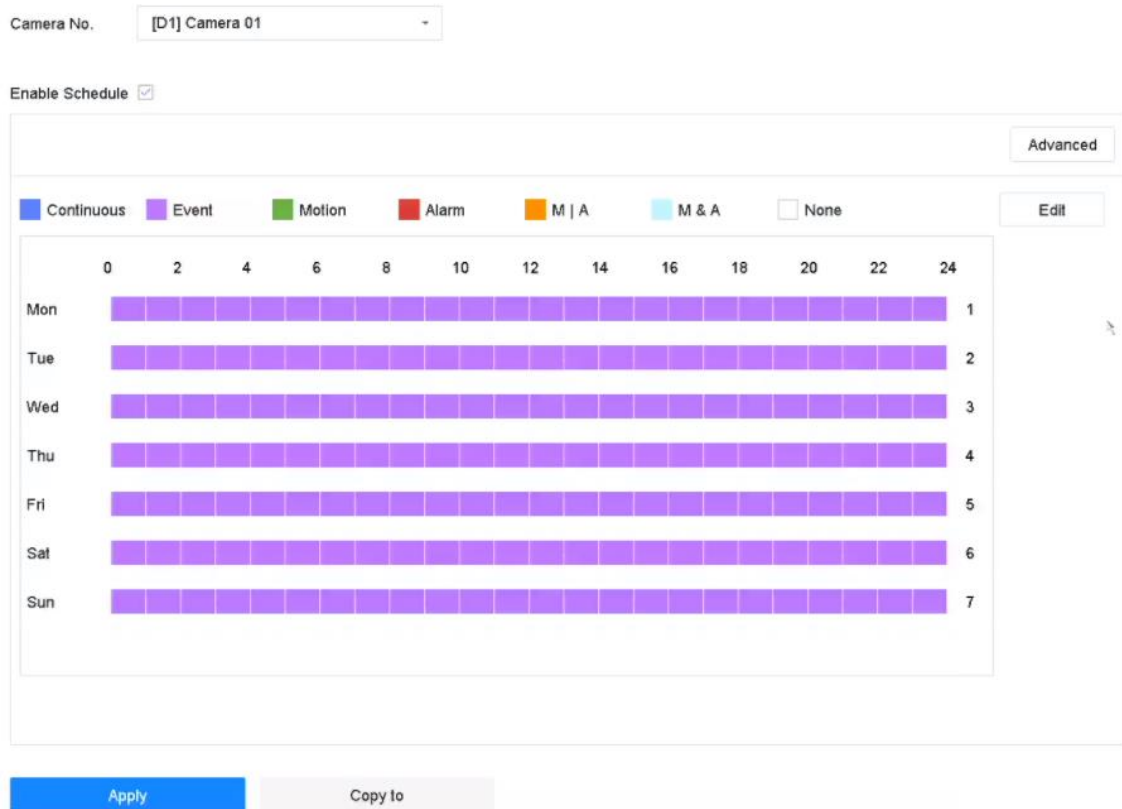 Camera No. [D1] Camera 01
Enable Schedule
Advanced
Continuous Event Motion Alarm M | A M & A None Edit
0 2 4 6 8 10 12 14 16 18 20 22 24
Mon 1
Tue 2
Wed 3
Thu 4
Fri 5
Sat 6
Sun 7
Apply Copy to